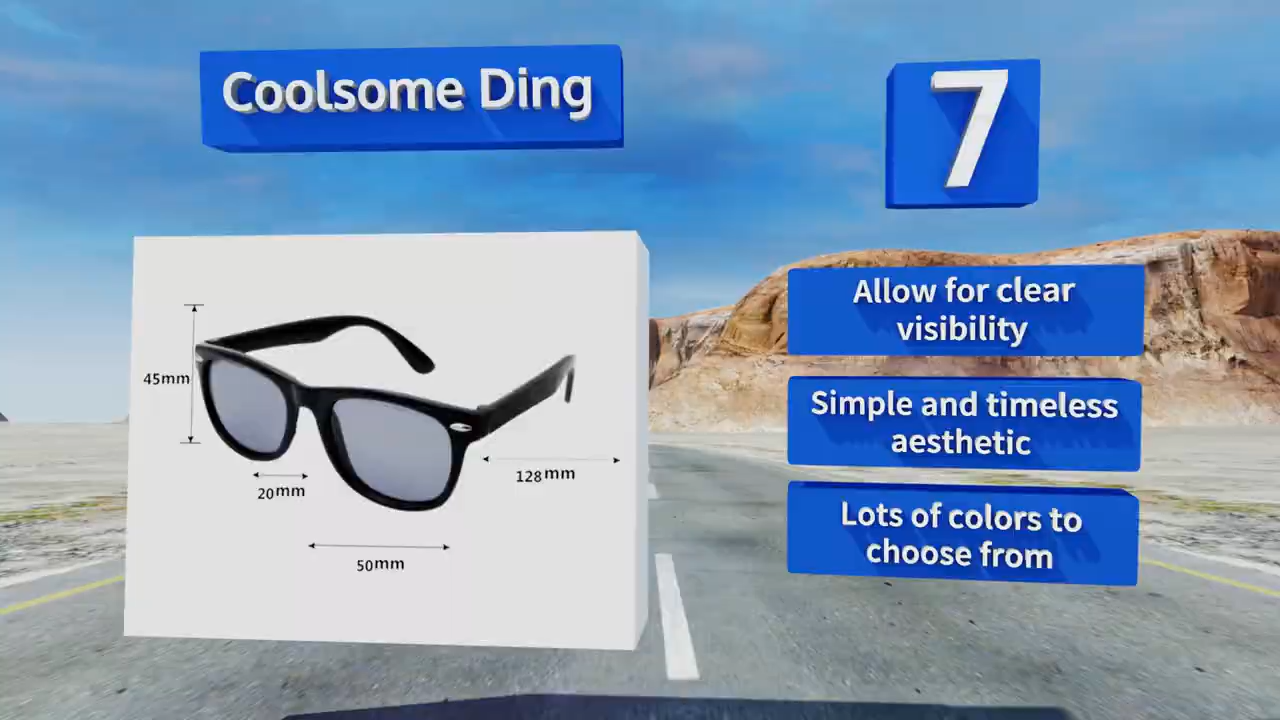 Coolsome Ding
7
45mm
20mm
128mm
50mm
Allow for clear
visibility
Simple and timeless
aesthetic
Lots of colors to
choose from